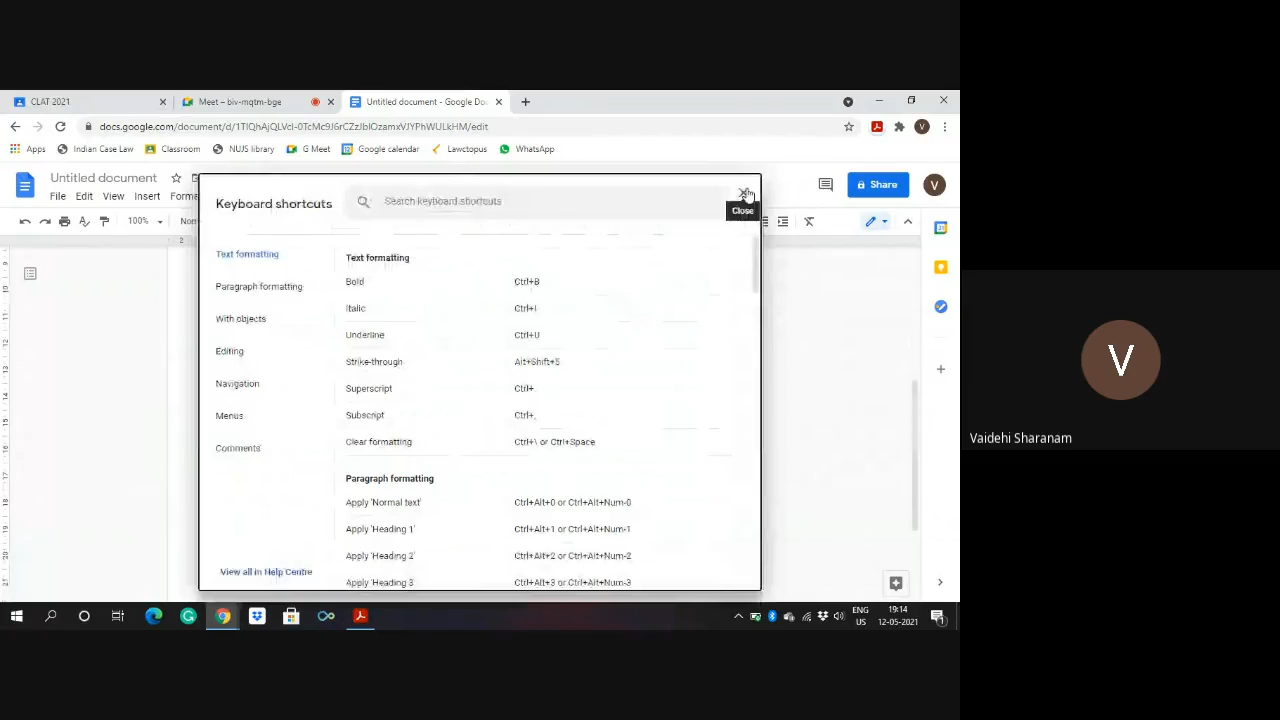 CLAT 2021
Meet – biv-mqtm-bge
Untitled document - Google Do
docs.google.com/document/d/
/edit
Apps
Indian Case Law
Classroom
NUJS library
G Meet
Google calendar
Lawctopus
WhatsApp
Untitled document
File Edit View Insert Forma
Share
V
100%
Nor
Keyboard shortcuts
Search keyboard shortcuts
Close
Text formatting
Paragraph formatting
With objects
Editing
Navigation
Menus
Comments
View all in Help Centre
Text formatting
Bold Ctrl+B
Italic Ctrl+I
Underline Ctrl+U
Strike-through Alt+Shift+5
Superscript Ctrl+.
Subscript Ctrl+,
Clear formatting Ctrl+\ or Ctrl+Space
Paragraph formatting
Apply 'Normal text' Ctrl+Alt+0 or Ctrl+Alt+Num-0
Apply 'Heading 1' Ctrl+Alt+1 or Ctrl+Alt+Num-1
Apply 'Heading 2' Ctrl+Alt+2 or Ctrl+Alt+Num-2
Apply 'Heading 3 Ctrl+Alt+3 or Ctrl+Alt+Num-3
ENG
US
19:14
12-05-2021
V
Vaidehi Sharanam